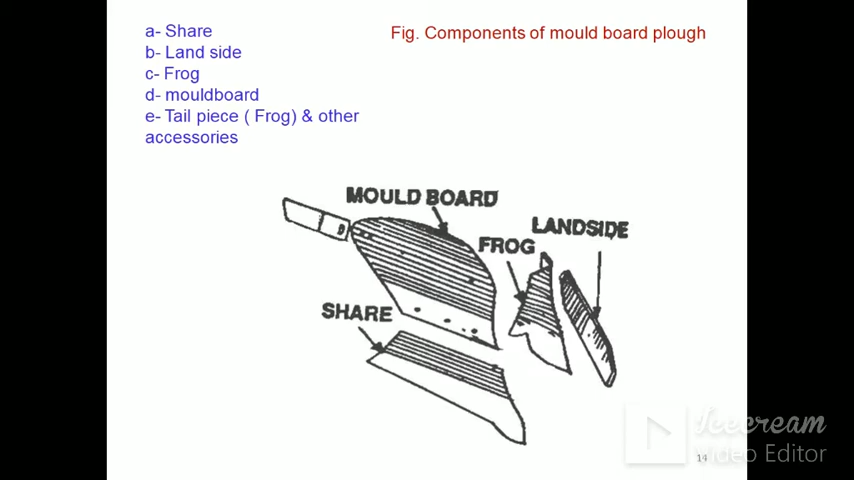 a- Share
b- Land side
c- Frog
d- mouldboard
e- Tail piece ( Frog) & other
accessories
Fig. Components of mould board plough
MOULD BOARD
LANDSIDE
FROG
SHARE
Icecream
Video Editor
14